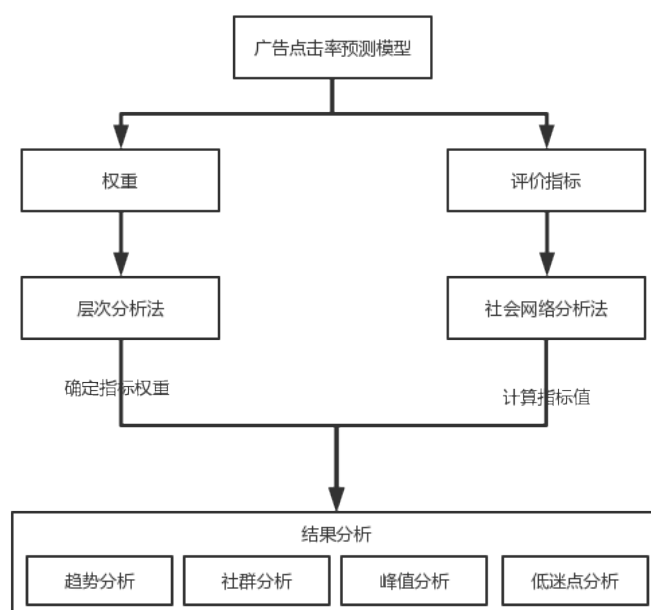 广告点击率预测模型
权重
评价指标
层次分析法
社会网络分析法
确定指标权重
计算指标值
结果分析
趋势分析
社群分析
峰值分析
低迷点分析